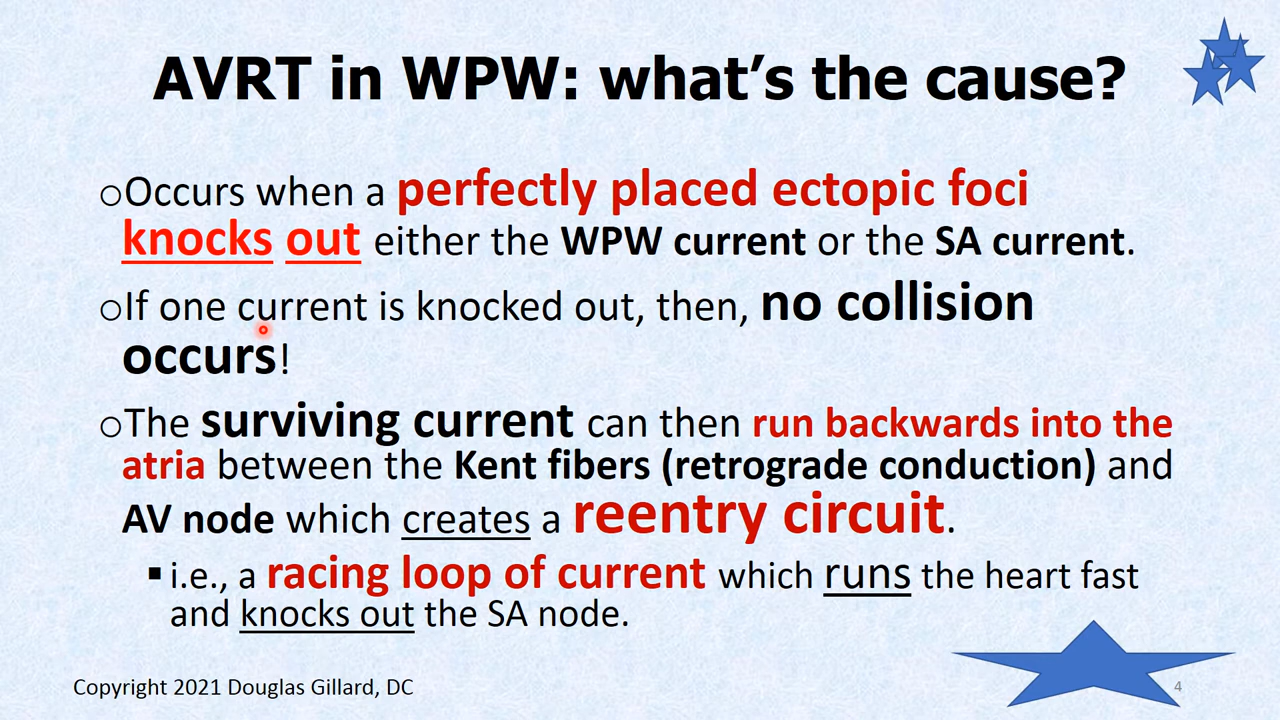 AVRT in WPW: what's the cause?
○Occurs when a perfectly placed ectopic foci
knocks out either the WPW current or the SA current.
○If one current is knocked out, then, no collision
occurs!
○The surviving current can then run backwards into the
atria between the Kent fibers (retrograde conduction) and
AV node which creates a reentry circuit.
▪i.e., a racing loop of current which runs the heart fast
and knocks out the SA node.
Copyright 2021 Douglas Gillard, DC
4